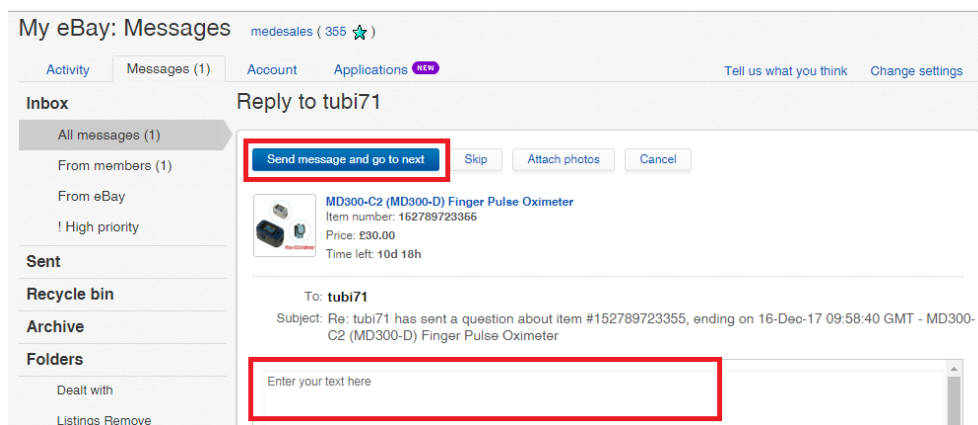 My eBay: Messages medesales ( 355 )
Activity Messages (1) Account Applications NEW Tell us what you think Change settings
Inbox
All messages (1)
From members (1)
From eBay
! High priority
Sent
Recycle bin
Archive
Folders
Dealt with
Listings Remove
Reply to tubi71
Send message and go to next Skip Attach photos Cancel
MD300-C2 (MD300-D) Finger Pulse Oximeter
Item number: 152789723355
Price: £30.00
Time left: 10d 18h
To: tubi71
Subject: Re: tubi71 has sent a question about item #152789723355, ending on 16-Dec-17 09:58:40 GMT - MD300-
C2 (MD300-D) Finger Pulse Oximeter
Enter your text here